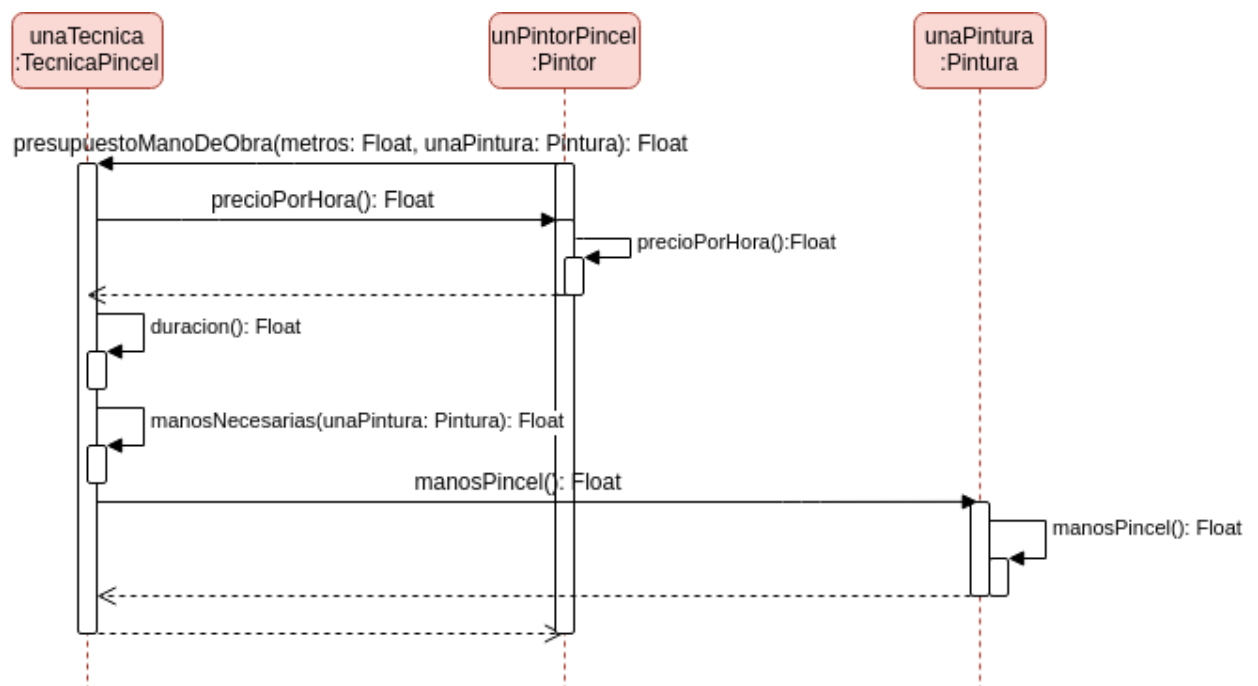 unaTecnica
:TecnicaPincel
unPintorPincel
:Pintor
unaPintura
:Pintura
presupuestoManoDeObra(metros: Float, unaPintura: Pintura): Float
precioPorHora(): Float
precioPorHora():Float
duracion(): Float
manosNecesarias(unaPintura: Pintura): Float
manosPincel(): Float
manosPincel(): Float